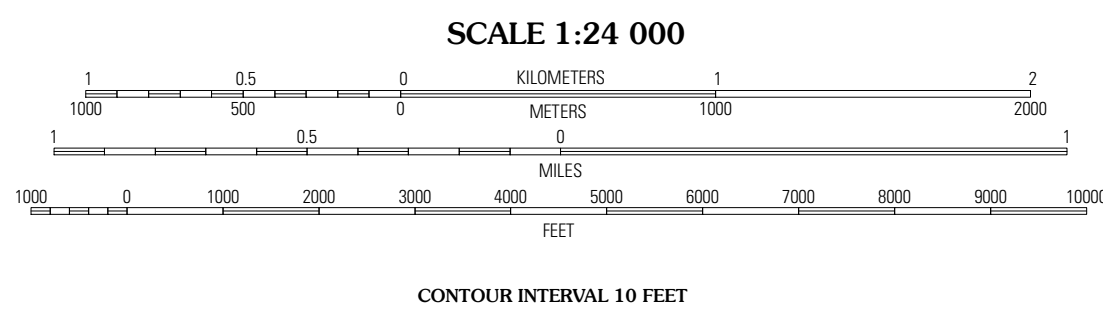 SCALE 1:24 000
1 0.5 0 KILOMETERS 1 2
1000 500 0 METERS 1000 2000
1 0.5 0 1
MILES
1000 0 1000 2000 3000 4000 5000 6000 7000 8000 9000 10000
FEET
CONTOUR INTERVAL 10 FEET